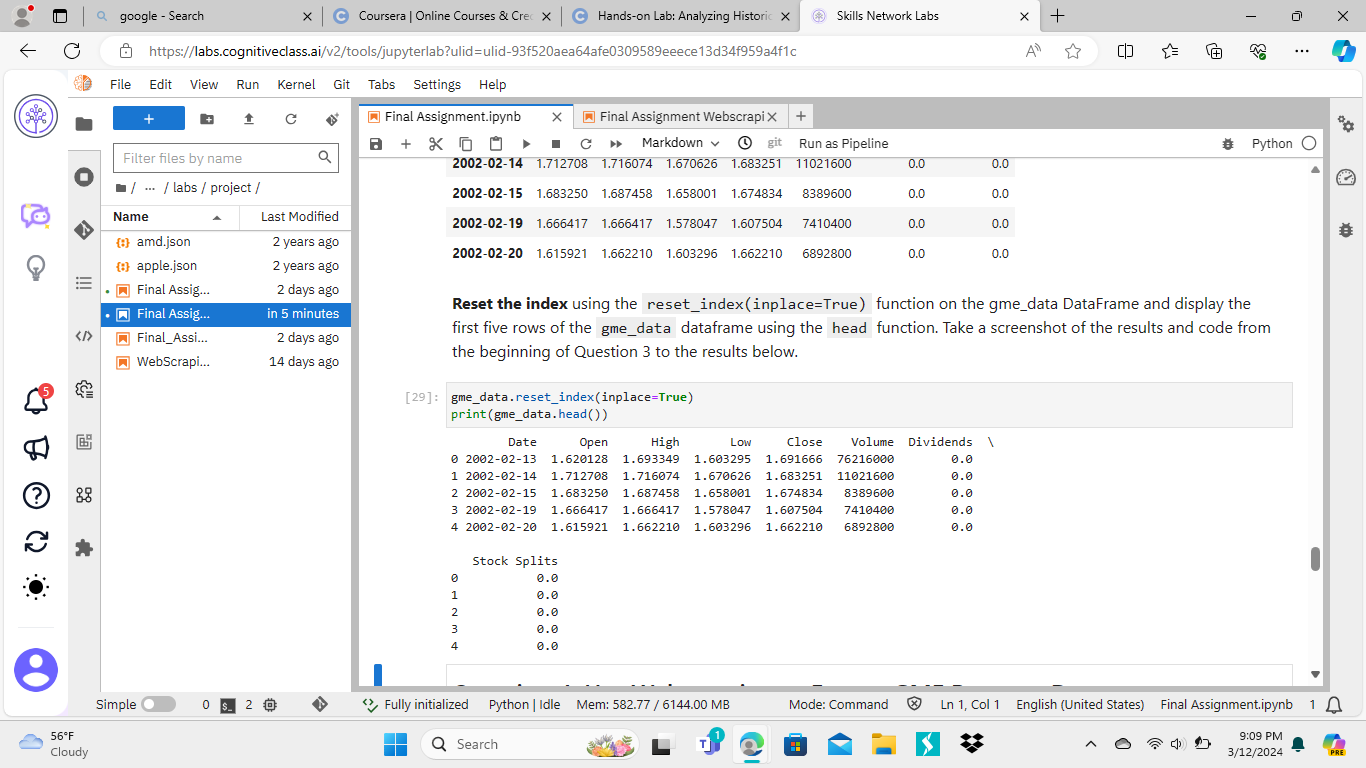 google - Search
Coursera | Online Courses & Cred
Hands-on Lab: Analyzing Historic
Skills Network Labs
https://labs.cognitiveclass.ai/v2/tools/jupyterlab?ulid=ulid-93f520aea64afe0309589eeece13d34f959a4f1c
File Edit View Run Kernel Git Tabs Settings Help
Final Assignment.ipynb
Final Assignment Webscrapi
Filter files by name
/ ... / labs / project /
Name Last Modified
amd.json 2 years ago
apple.json 2 years ago
Final Assig... 2 days ago
Final Assig... in 5 minutes
Final_Assi... 2 days ago
WebScrapi... 14 days ago
5
Markdown
git
Run as Pipeline
Python
2002-02-14 1.712708 1.716074 1.670626 1.683251 11021600 0.0 0.0
2002-02-15 1.683250 1.687458 1.658001 1.674834 8389600 0.0 0.0
2002-02-19 1.666417 1.666417 1.578047 1.607504 7410400 0.0 0.0
2002-02-20 1.615921 1.662210 1.603296 1.662210 6892800 0.0 0.0
Reset the index using the reset_index(inplace=True) function on the gme_data DataFrame and display the
first five rows of the gme_data dataframe using the head function. Take a screenshot of the results and code from
the beginning of Question 3 to the results below.
[29]: gme_data.reset_index(inplace=True)
print(gme_data.head())
Date Open High Low Close Volume Dividends \
0 2002-02-13 1.620128 1.693349 1.603295 1.691666 76216000 0.0
1 2002-02-14 1.712708 1.716074 1.670626 1.683251 11021600 0.0
2 2002-02-15 1.683250 1.687458 1.658001 1.674834 8389600 0.0
3 2002-02-19 1.666417 1.666417 1.578047 1.607504 7410400 0.0
4 2002-02-20 1.615921 1.662210 1.603296 1.662210 6892800 0.0
Stock Splits
0 0.0
1 0.0
2 0.0
3 0.0
4 0.0
Simple 0 2 Fully initialized Python | Idle Mem: 582.77 / 6144.00 MB Mode: Command Ln 1, Col 1 English (United States) Final Assignment.ipynb 1
56°F
Cloudy
Search
1
9:09 PM
3/12/2024
PRE